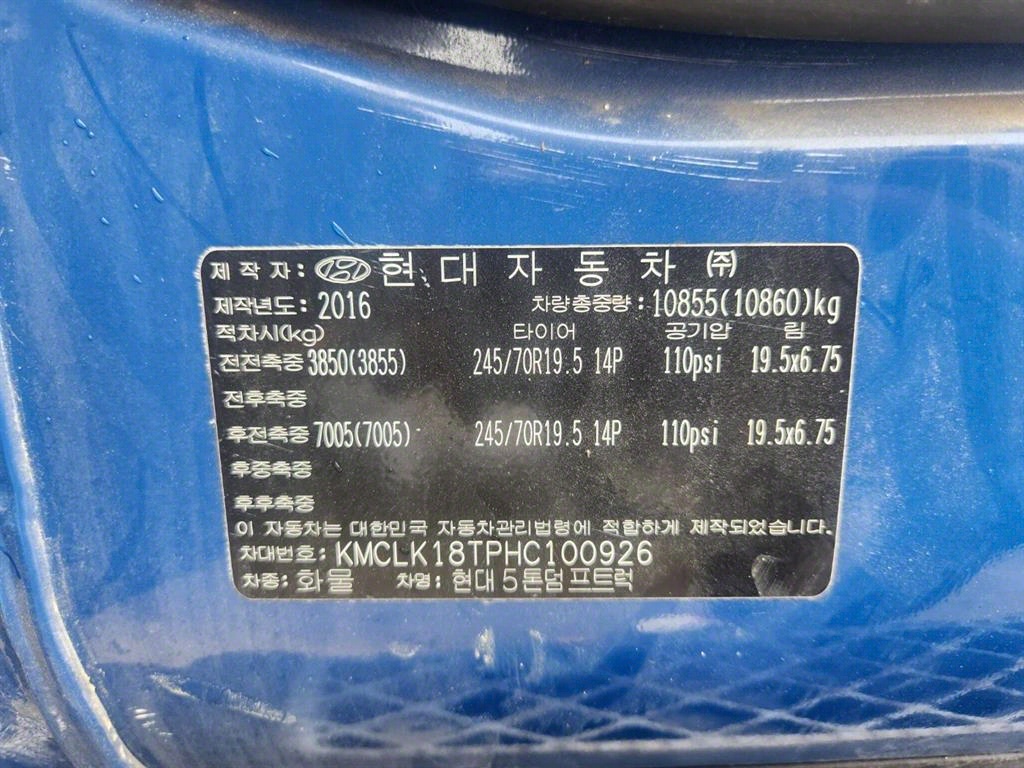 제작자: 현대자동차 ㈜
제작년도: 2016 차량총중량: 10855(10860)kg
적차시(kg) 타이어 공기압 림
전전축중 3850(3855) 245/70R19.5 14P 110psi 19.5x6.75
전후축중
후전축중 7005(7005) 245/70R19.5 14P 110psi 19.5x6.75
후중축중
후후축중
이 자동차는 대한민국 자동차관리법령에 적합하게 제작되었습니다.
차대번호: KMCLK18TPHC100926
차종: 화물 차명: 현대5톤덤프트럭